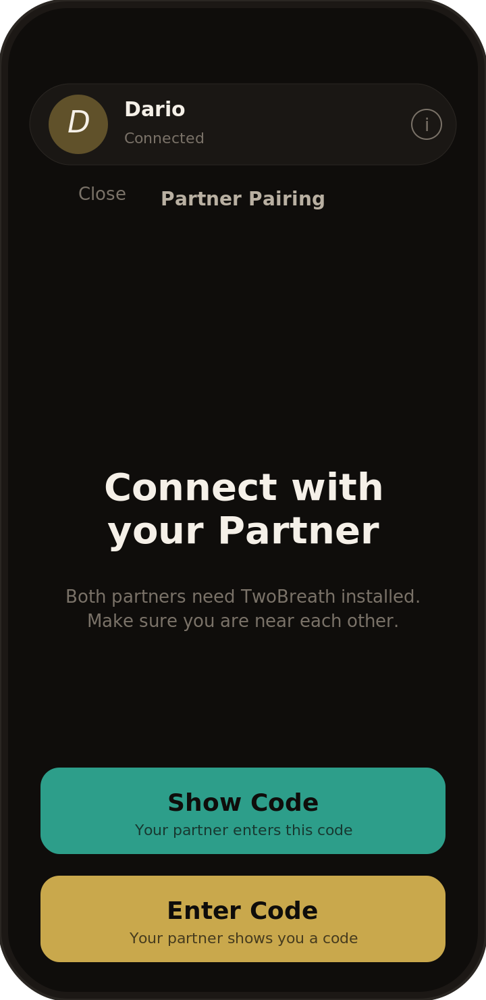 D
Dario
Connected
i
Close
Partner Pairing
Connect with
your Partner
Both partners need TwoBreath installed.
Make sure you are near each other.
Show Code
Your partner enters this code
Enter Code
Your partner shows you a code